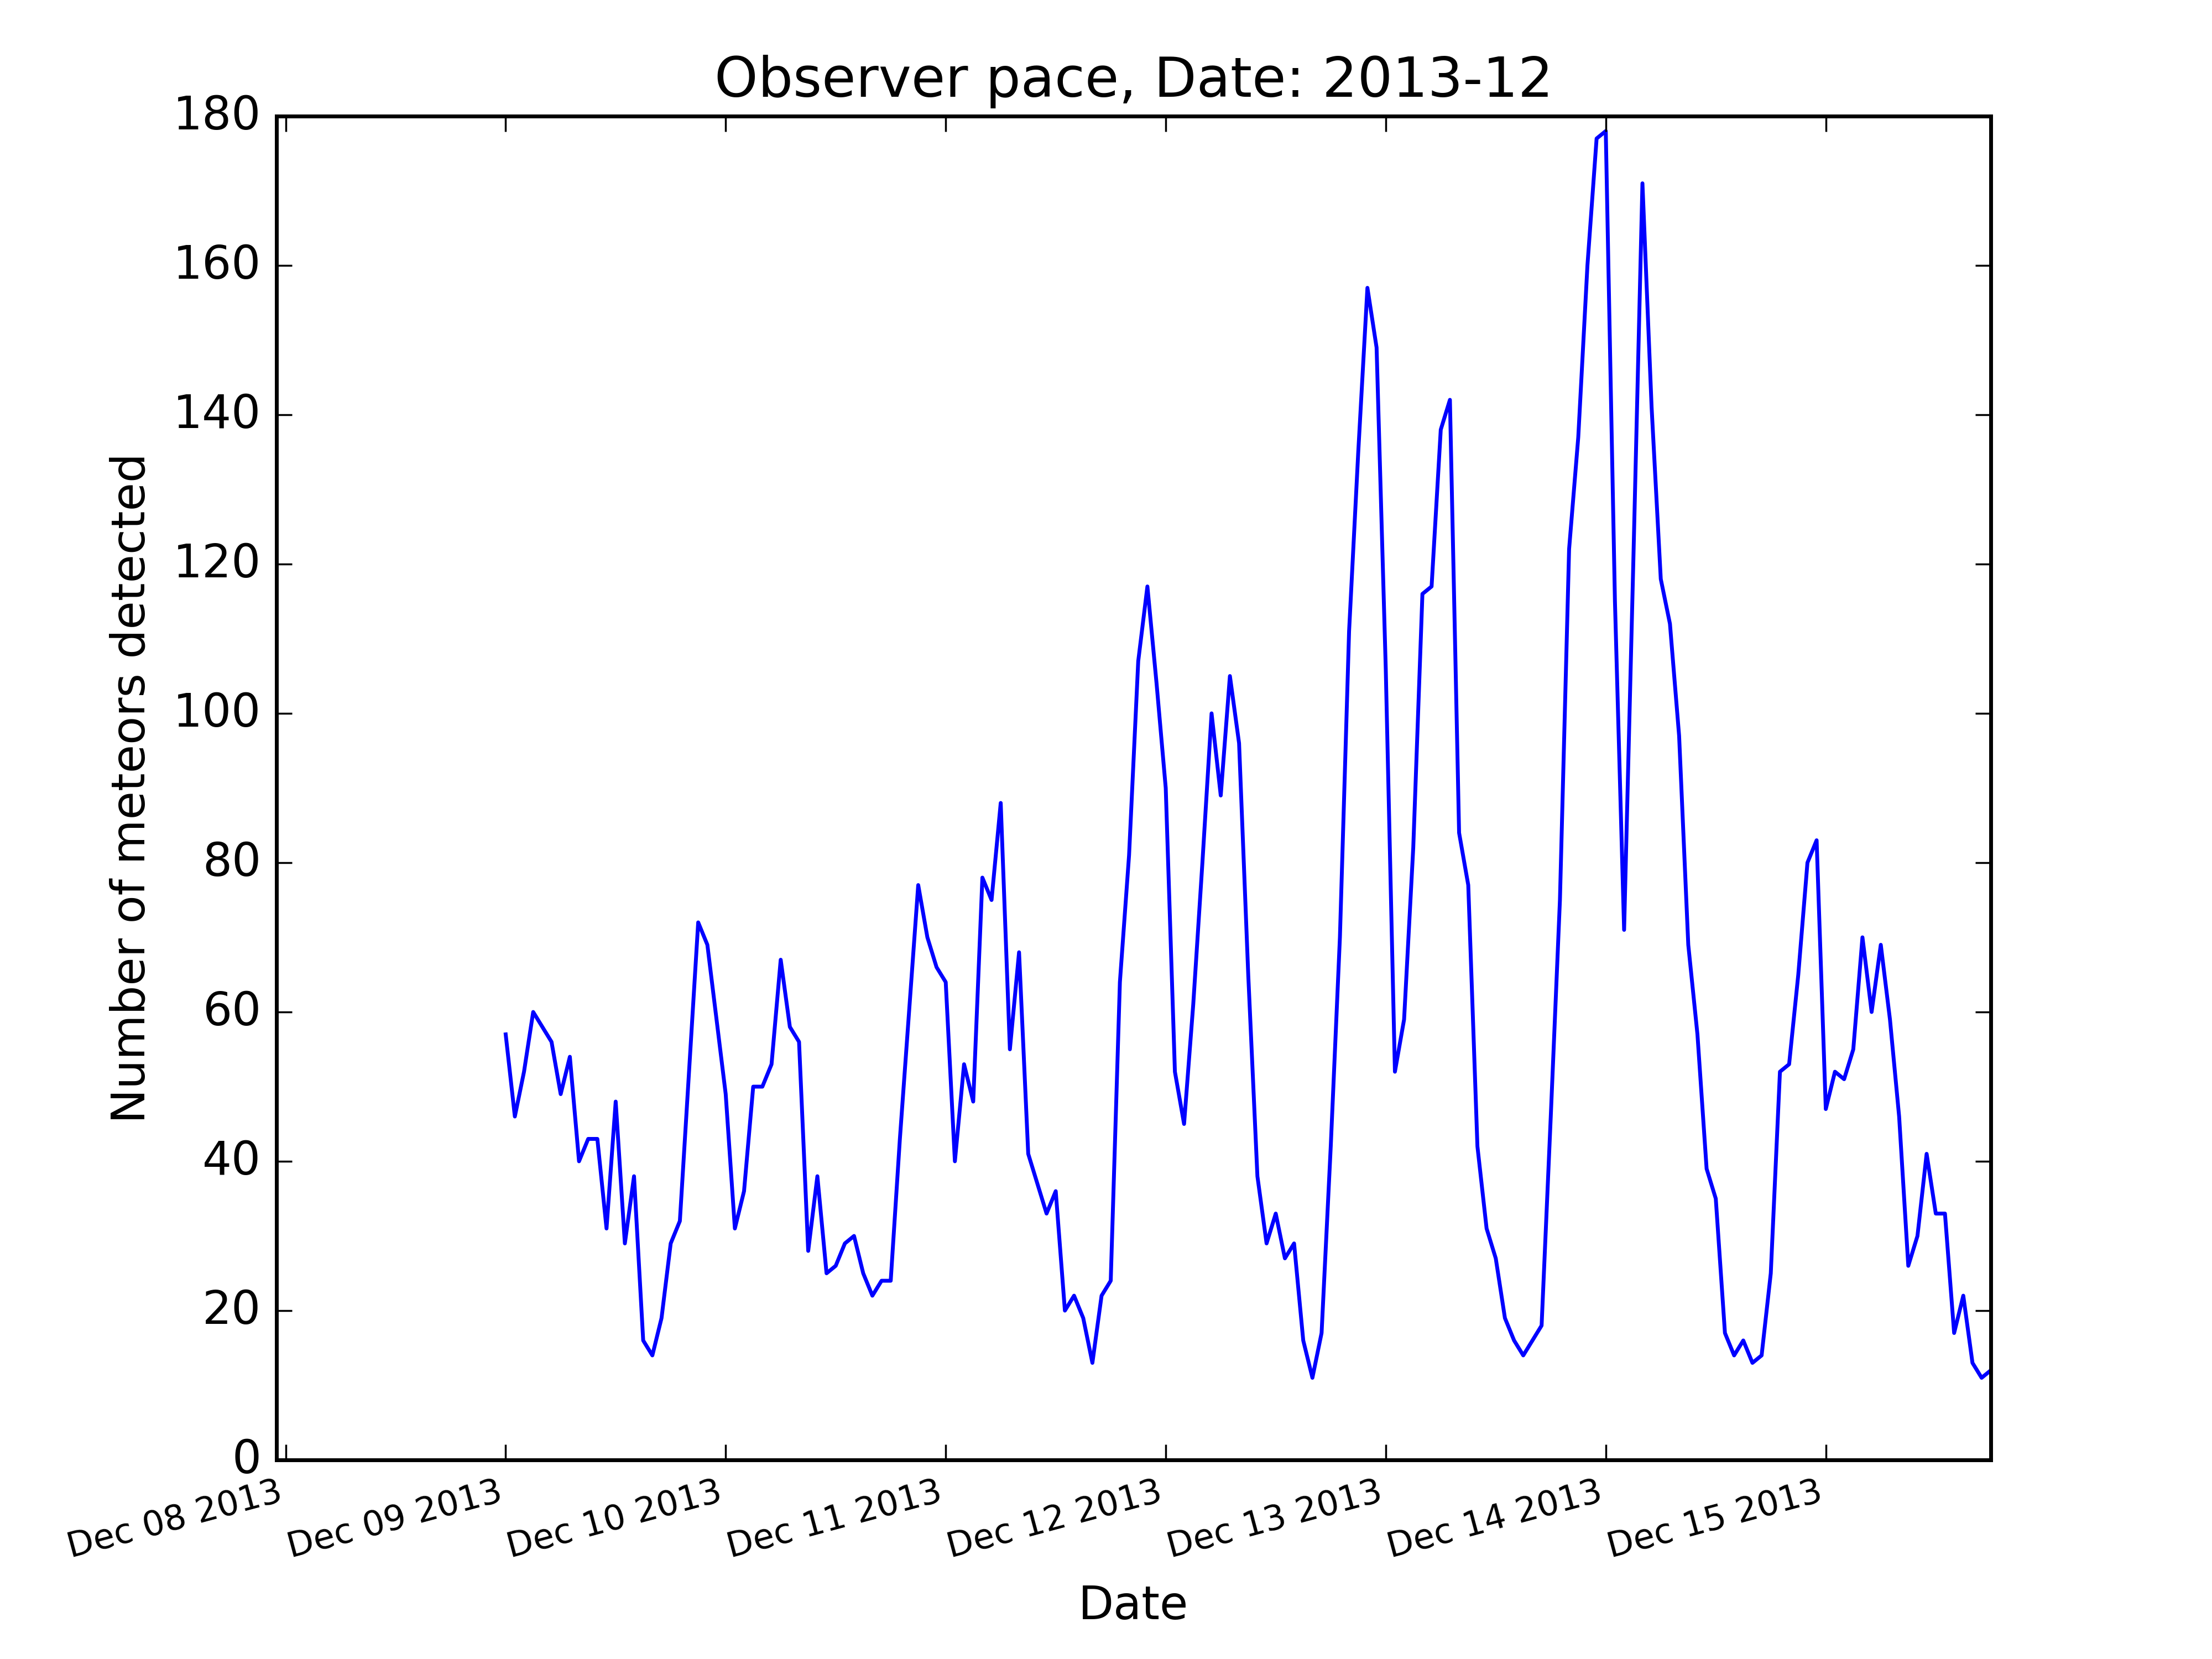 Observer pace, Date: 2013-12
180
160
140
120
100
80
60
40
20
0
Number of meteors detected
Dec 08 2013
Dec 09 2013
Dec 10 2013
Dec 11 2013
Dec 12 2013
Dec 13 2013
Dec 14 2013
Dec 15 2013
Date